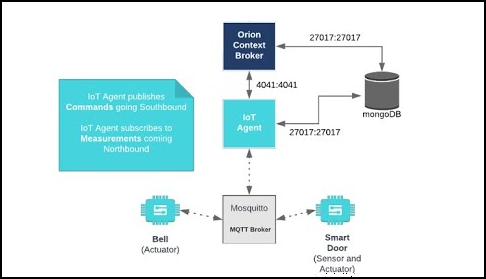 Orion
Context
Broker
27017:27017
4041:4041
IoT Agent publishes
Commands going Southbound
IoT Agent subscribes to
Measurements coming
Northbound
IoT
Agent
mongoDB
27017:27017
Mosquitto
MQTT Broker
Bell
(Actuator)
Smart
Door
(Sensor and
Actuator)